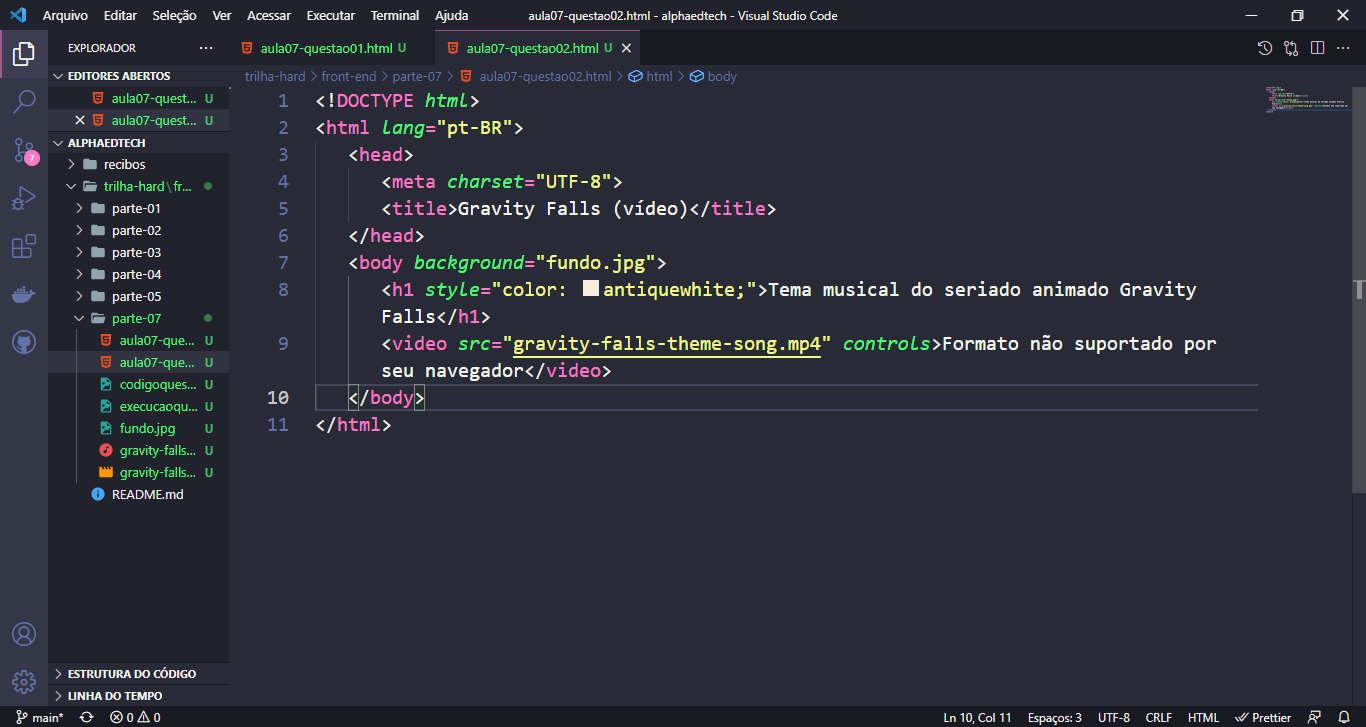 Arquivo Editar Seleção Ver Acessar Executar Terminal Ajuda aula07-questao02.html - alphaedtech - Visual Studio Code
EXPLORADOR ...
EDITORES ABERTOS
aula07-quest... U
aula07-quest... U
ALPHAEDTECH
recibos
trilha-hard\fr...
parte-01
parte-02
parte-03
parte-04
parte-05
parte-07
aula07-que... U
aula07-que... U
codigoques... U
execucaoqu... U
fundo.jpg U
gravity-falls... U
gravity-falls... U
README.md
ESTRUTURA DO CÓDIGO
LINHA DO TEMPO
7
aula07-questao01.html U aula07-questao02.html U
trilha-hard > front-end > parte-07 > aula07-questao02.html > html > body
1 <!DOCTYPE html>
2 <html lang="pt-BR">
3 <head>
4 <meta charset="UTF-8">
5 <title>Gravity Falls (vídeo)</title>
6 </head>
7 <body background="fundo.jpg">
8 <h1 style="color: antiquewhite;">Tema musical do seriado animado Gravity
Falls</h1>
9 <video src="gravity-falls-theme-song.mp4" controls>Formato não suportado por
seu navegador</video>
10 </body>
11 </html>
main* 0 0 Ln 10, Col 11 Espaços: 3 UTF-8 CRLF HTML Prettier